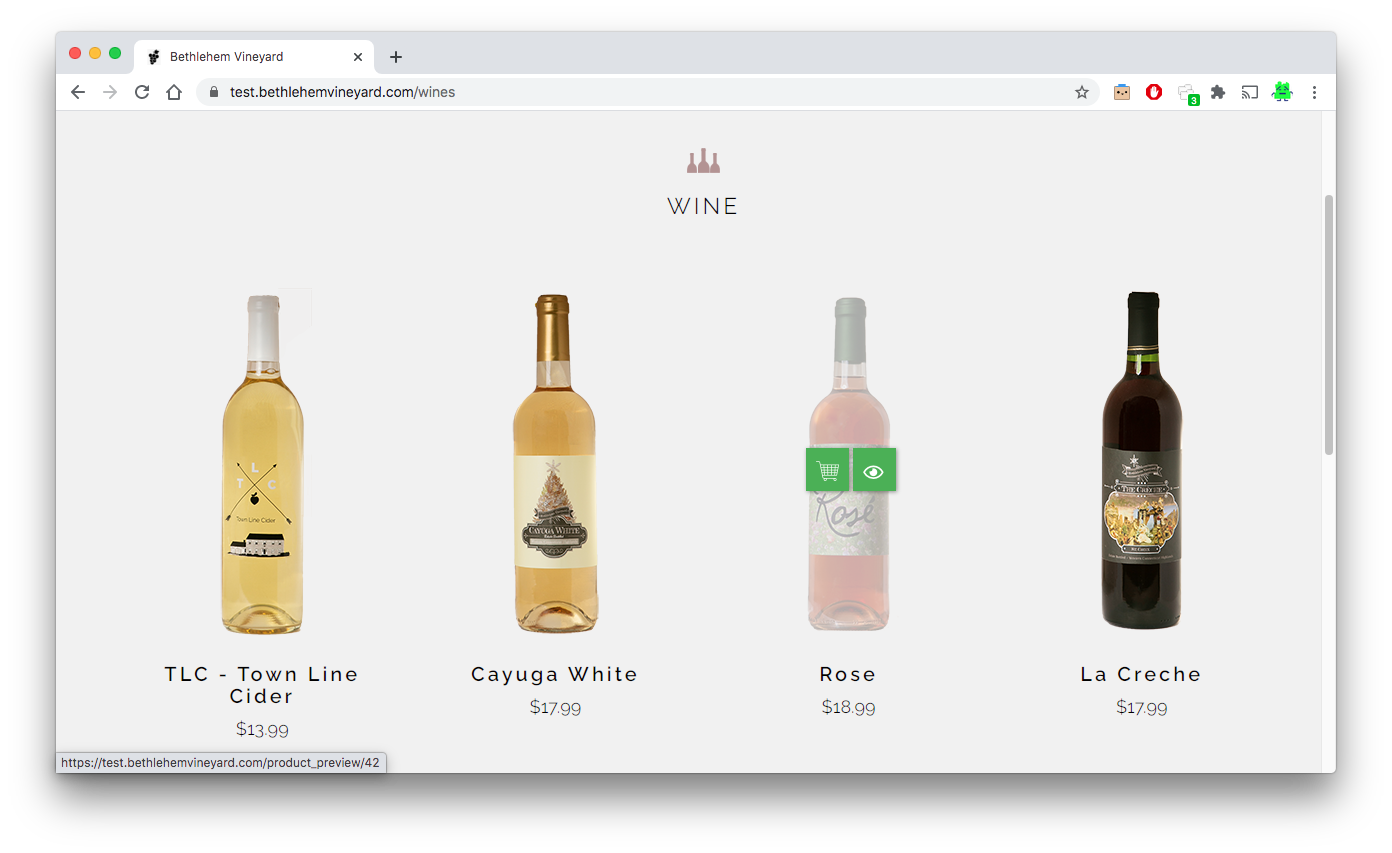 Bethlehem Vineyard
test.bethlehemvineyard.com/wines
3
WINE
L
T C
Town Line Cider
CAYUGA WHITE
Rosé
THE CRECHE
TLC - Town Line
Cider
$13.99
Cayuga White
$17.99
Rose
$18.99
La Creche
$17.99
https://test.bethlehemvineyard.com/product_preview/42